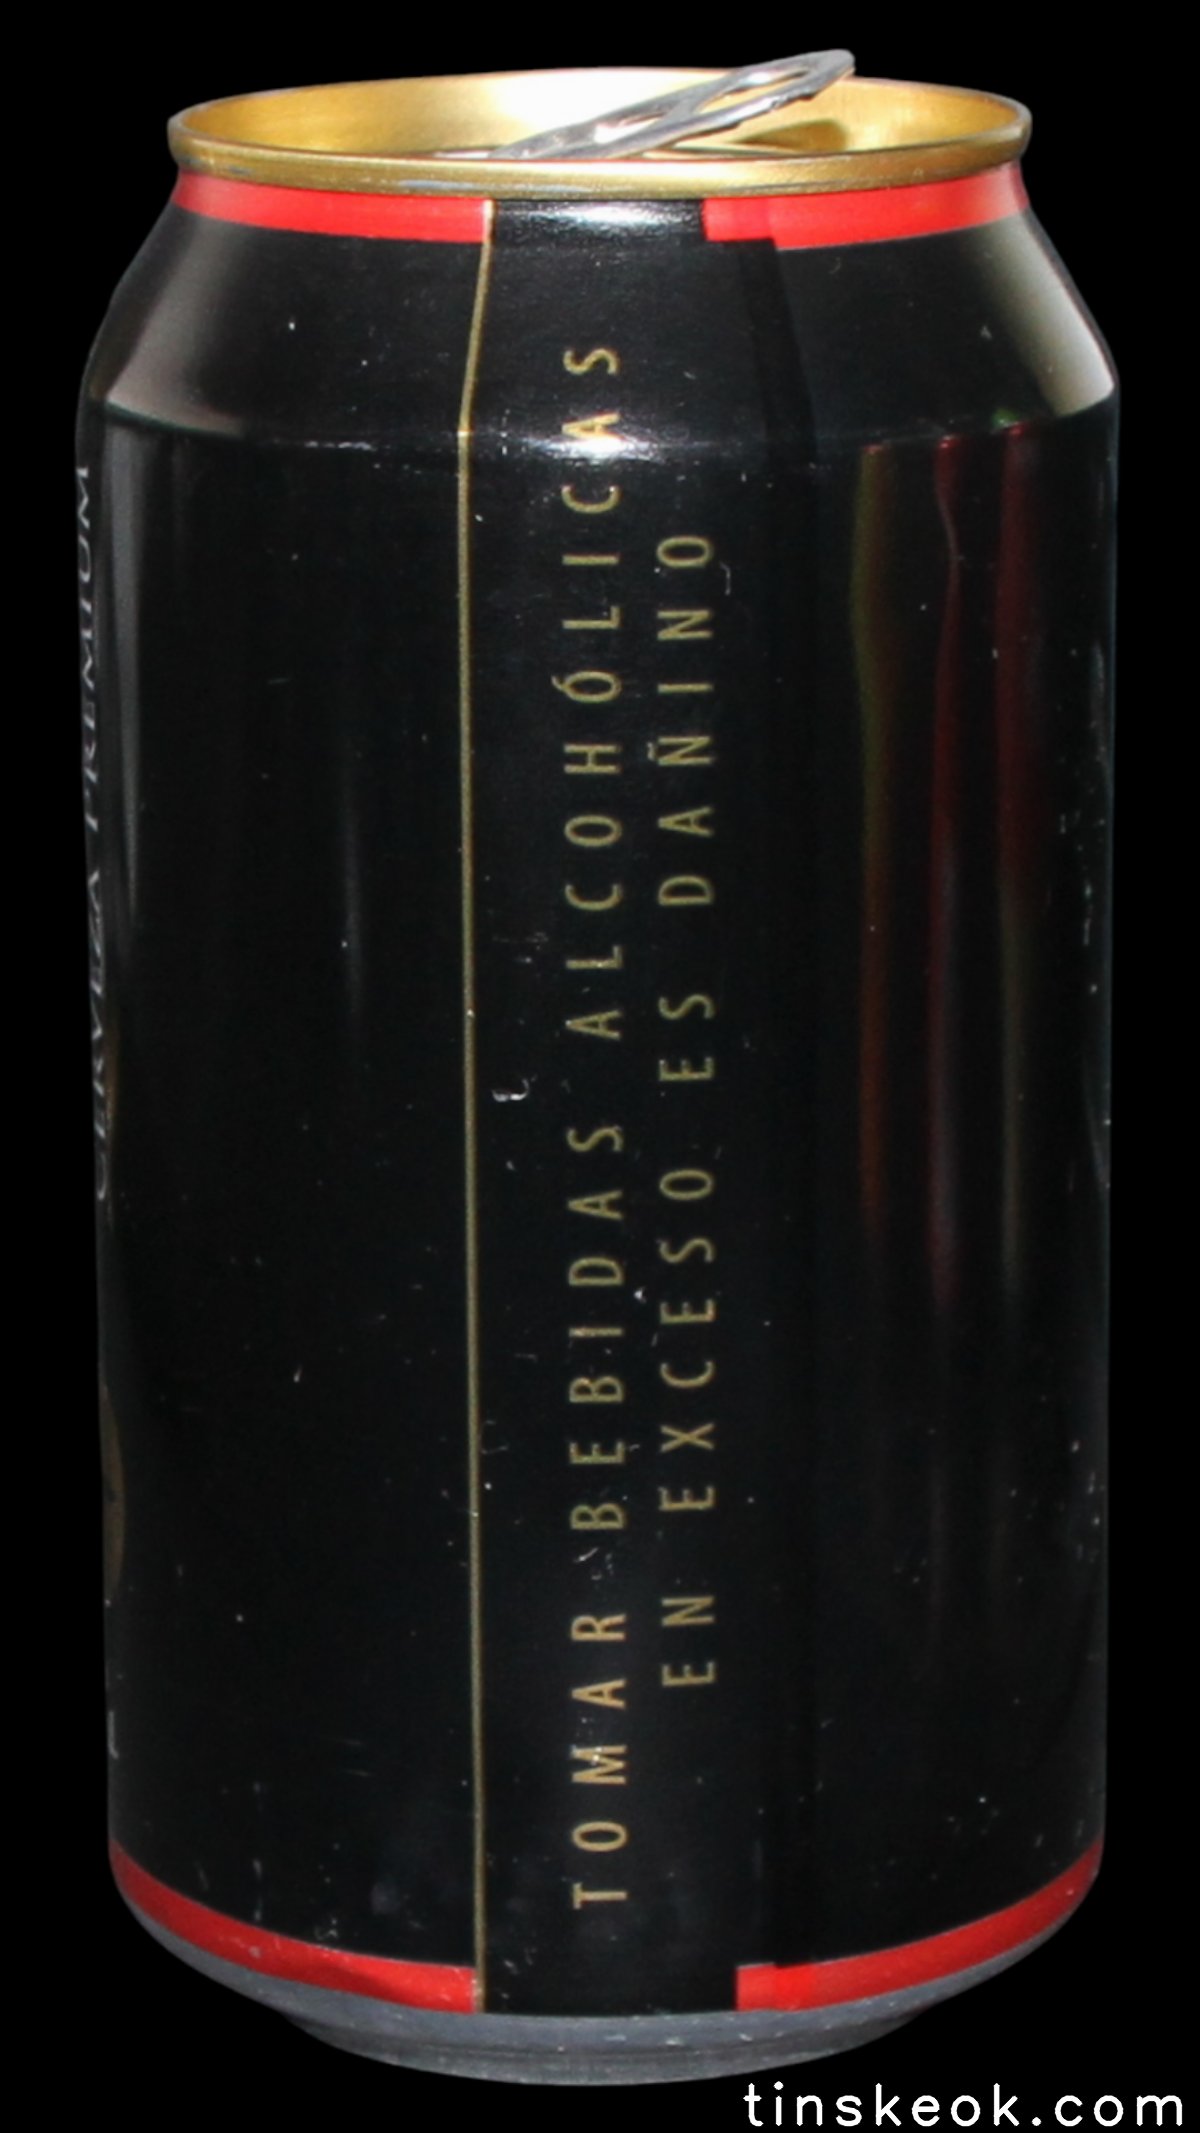 CERVEZA PREMIUM
TOMAR BEBIDAS ALCOHÓLICAS
EN EXCESO ES DAÑINO
tinskeok.com